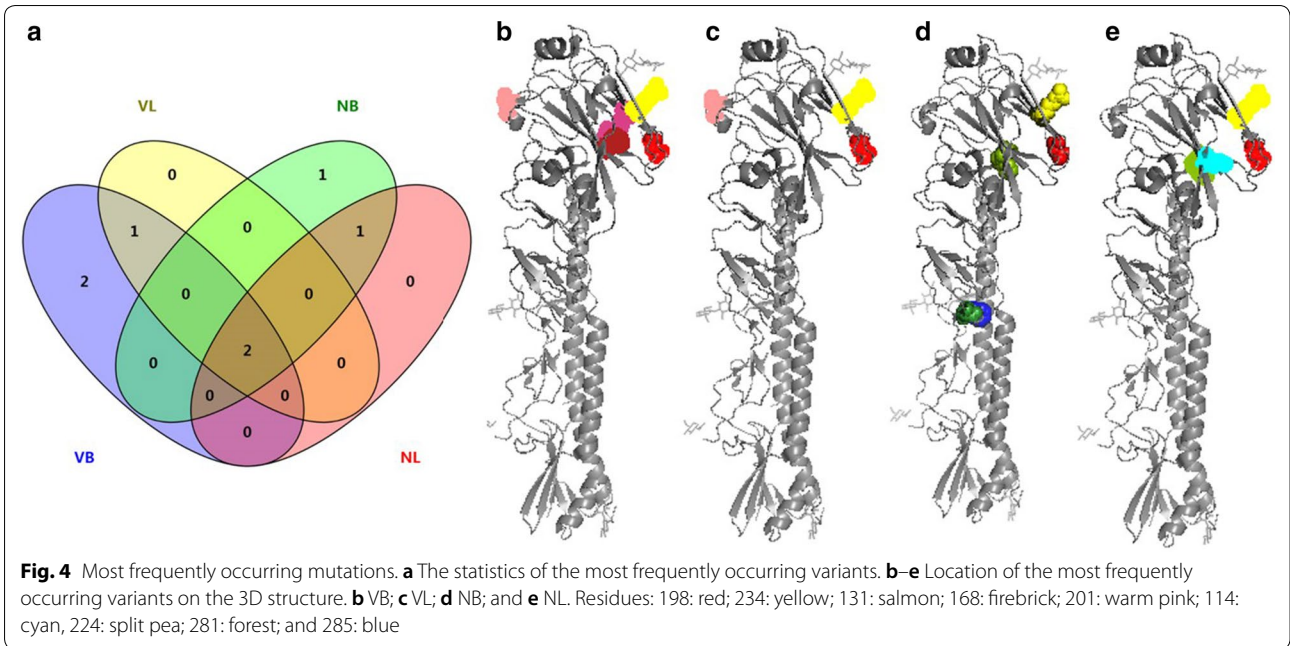 a
b
c
d
e
VL
NB
0
1
1
0
1
2
0
0
0
0
2
0
0
0
0
VB
NL
Fig. 4 Most frequently occurring mutations. a The statistics of the most frequently occurring variants. b–e Location of the most frequently
occurring variants on the 3D structure. b VB; c VL; d NB; and e NL. Residues: 198: red; 234: yellow; 131: salmon; 168: firebrick; 201: warm pink; 114:
cyan, 224: split pea; 281: forest; and 285: blue